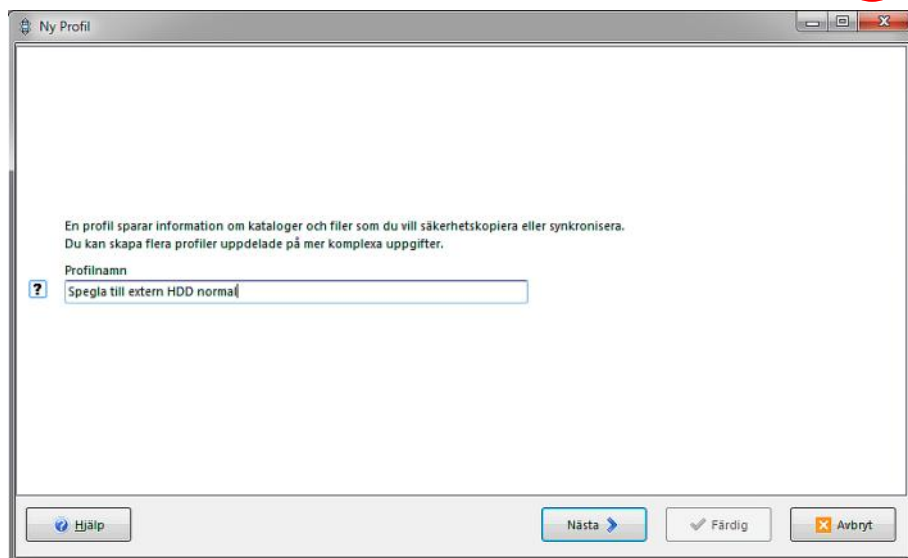 Ny Profil
En profil sparar information om kataloger och filer som du vill säkerhetskopiera eller synkronisera.
Du kan skapa flera profiler uppdelade på mer komplexa uppgifter.
Profilnamn
?
Spegla till extern HDD normal
Hjälp
Nästa
Färdig
Avbryt